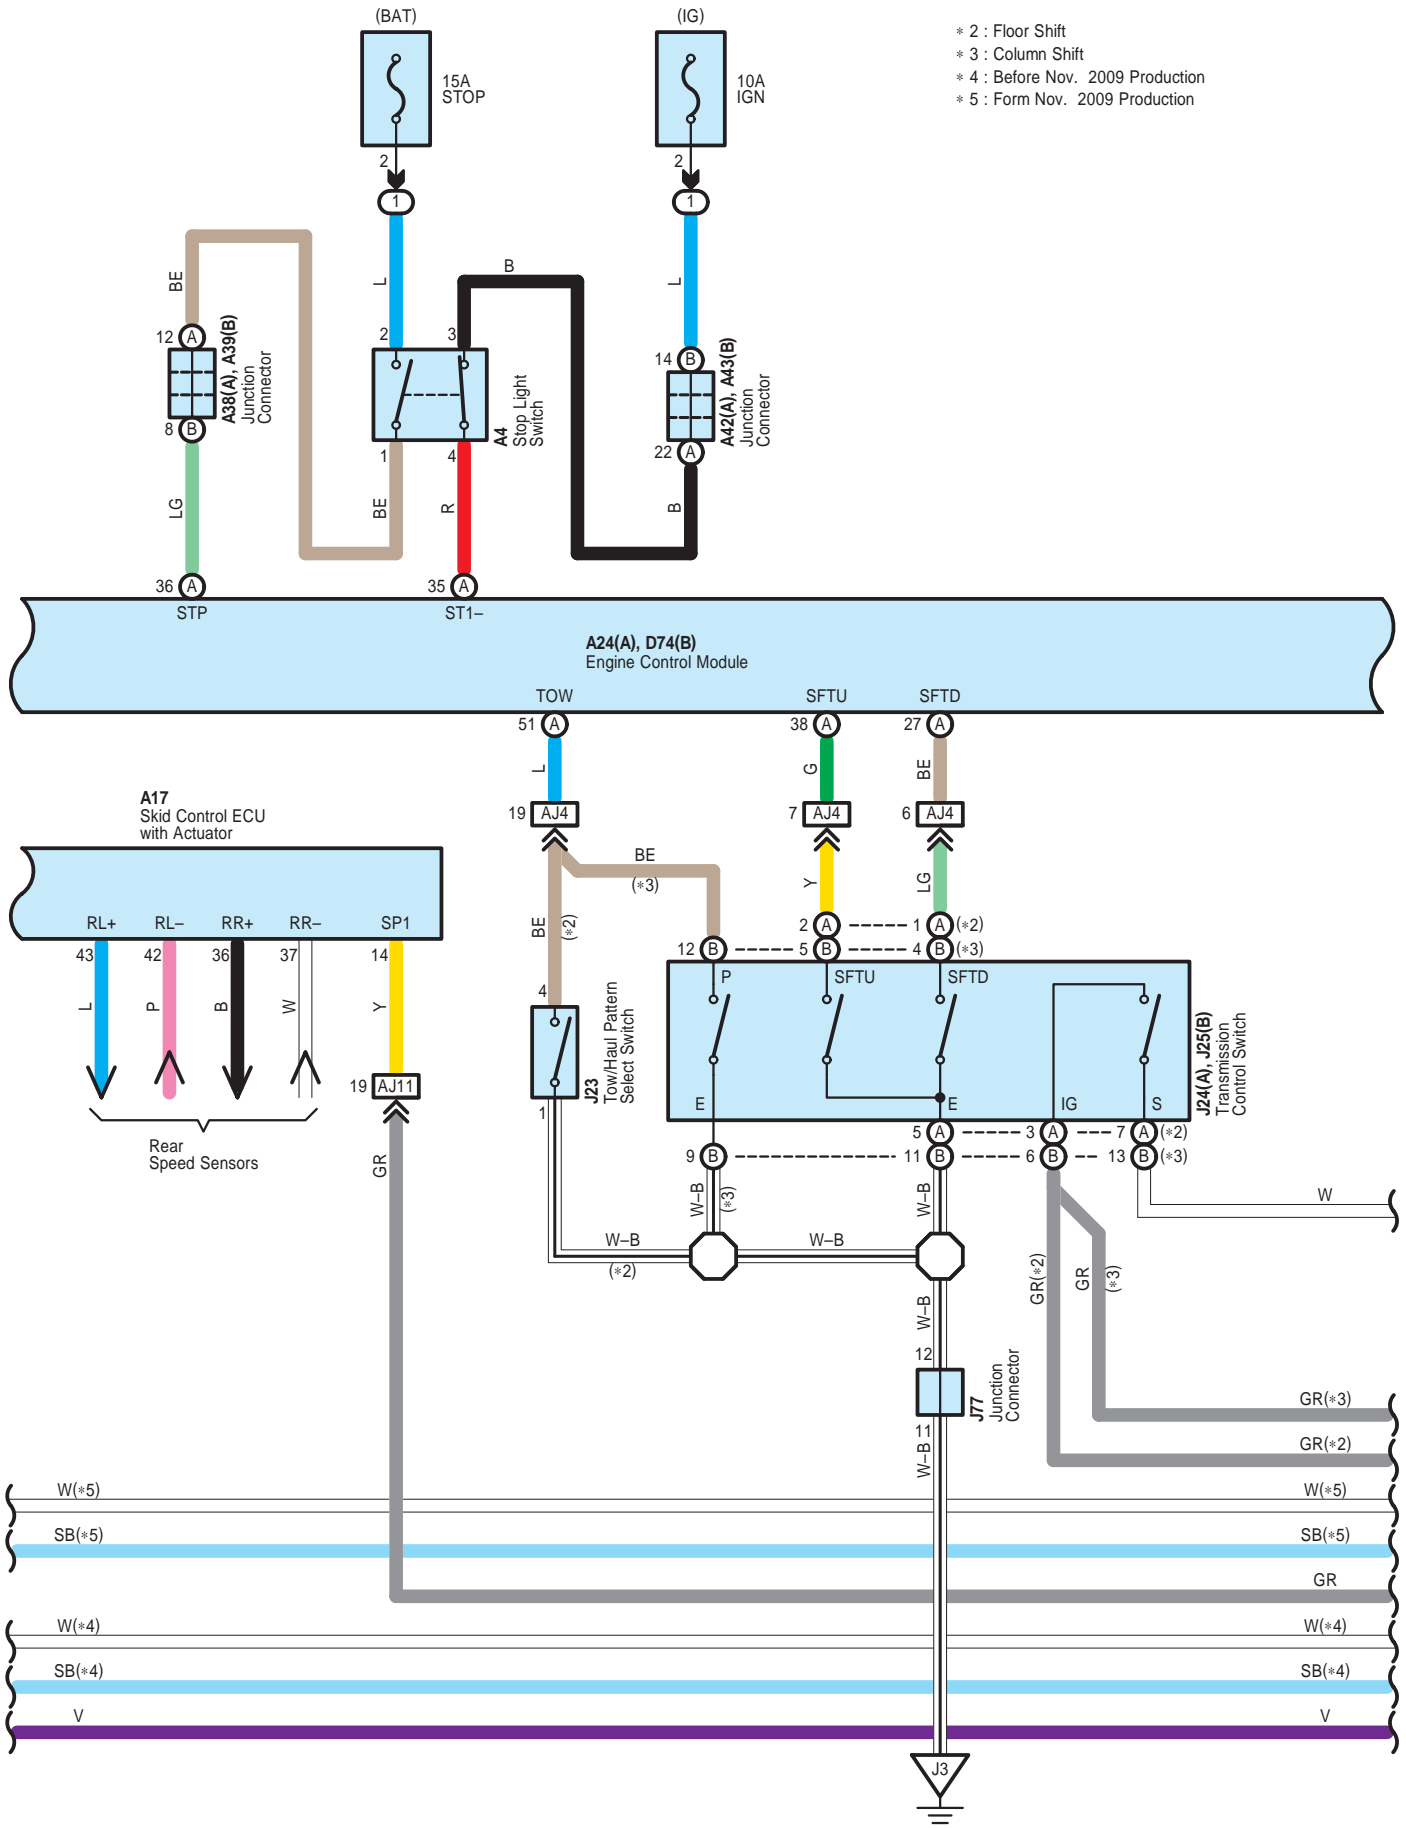 (BAT)
(IG)
∗ 2 : Floor Shift
∗ 3 : Column Shift
∗ 4 : Before Nov. 2009 Production
∗ 5 : Form Nov. 2009 Production
15A
STOP
10A
IGN
2
2
1
1
BE
L
B
L
12 A
2
3
14 B
A38(A), A39(B)
Junction
Connector
A4
Stop Light
Switch
A42(A), A43(B)
Junction
Connector
8 B
1
4
22 A
LG
BE
R
B
36 A
35 A
STP
ST1–
A24(A), D74(B)
Engine Control Module
TOW
SFTU
SFTD
51 A
38 A
27 A
L
G
BE
19 AJ4
7 AJ4
6 AJ4
A17
Skid Control ECU
with Actuator
BE
(∗3)
BE
(∗2)
Y
LG
RL+
RL–
RR+
RR–
SP1
2 A
1 A (∗2)
12 B
5 B
4 B (∗3)
43
42
36
37
14
L
P
B
W
Y
4
P
SFTU
SFTD
J23
Tow/Haul Pattern
Select Switch
J24(A), J25(B)
Transmission
Control Switch
19 AJ11
1
E
E
IG
S
5 A
3 A
7 A (∗2)
9 B
11 B
6 B
13 B (∗3)
Rear
Speed Sensors
GR
W–B
(∗3)
W–B
W
W–B
(∗2)
W–B
GR(∗2)
GR
(∗3)
W–B
12
J77
Junction
Connector
11
W–B
GR(∗3)
GR(∗2)
W(∗5)
W(∗5)
SB(∗5)
SB(∗5)
GR
W(∗4)
W(∗4)
SB(∗4)
SB(∗4)
V
V
J3